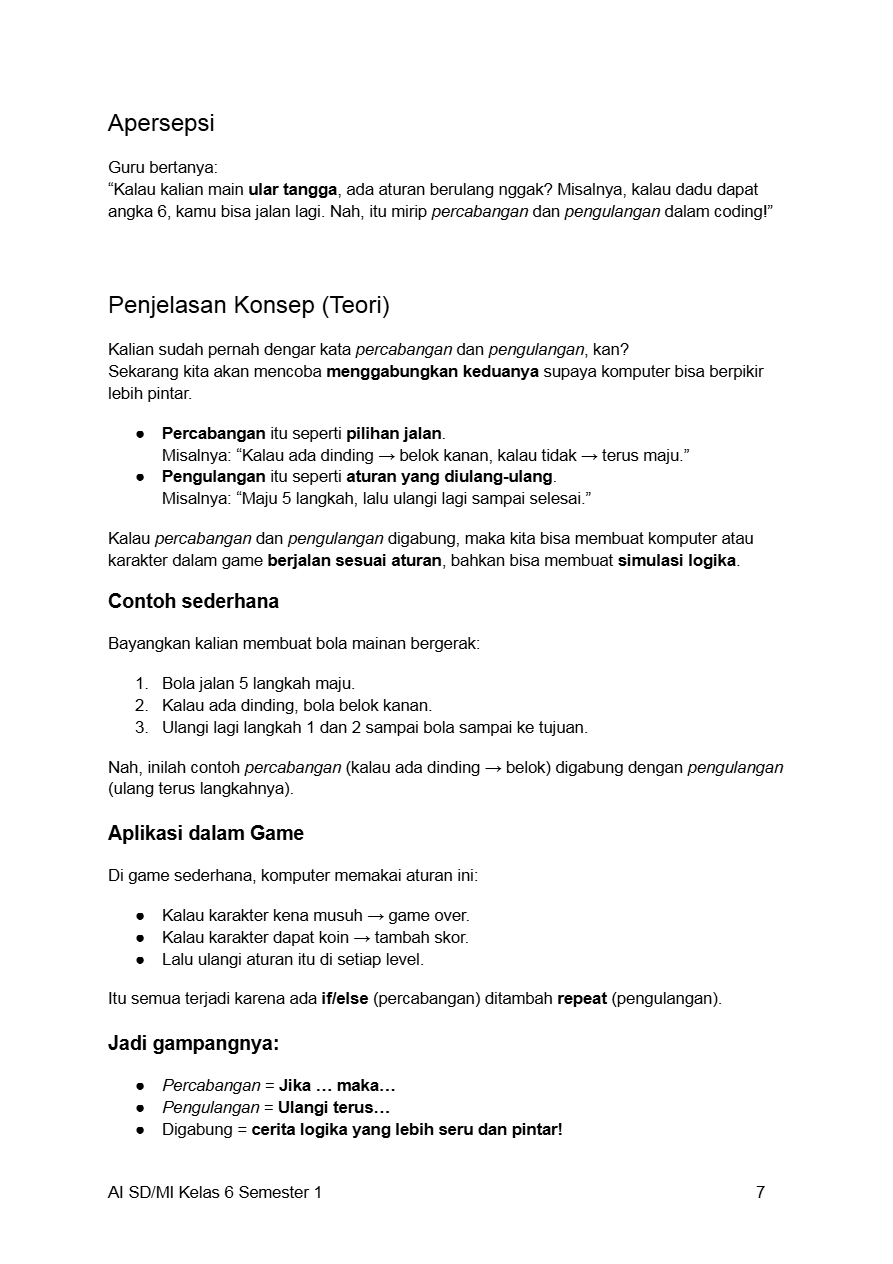 Apersepsi
Guru bertanya:
“Kalau kalian main ular tangga, ada aturan berulang nggak? Misalnya, kalau dadu dapat
angka 6, kamu bisa jalan lagi. Nah, itu mirip percabangan dan pengulangan dalam coding!”
Penjelasan Konsep (Teori)
Kalian sudah pernah dengar kata percabangan dan pengulangan, kan?
Sekarang kita akan mencoba menggabungkan keduanya supaya komputer bisa berpikir
lebih pintar.
● Percabangan itu seperti pilihan jalan.
Misalnya: “Kalau ada dinding → belok kanan, kalau tidak → terus maju.”
● Pengulangan itu seperti aturan yang diulang-ulang.
Misalnya: “Maju 5 langkah, lalu ulangi lagi sampai selesai.”
Kalau percabangan dan pengulangan digabung, maka kita bisa membuat komputer atau
karakter dalam game berjalan sesuai aturan, bahkan bisa membuat simulasi logika.
Contoh sederhana
Bayangkan kalian membuat bola mainan bergerak:
1. Bola jalan 5 langkah maju.
2. Kalau ada dinding, bola belok kanan.
3. Ulangi lagi langkah 1 dan 2 sampai bola sampai ke tujuan.
Nah, inilah contoh percabangan (kalau ada dinding → belok) digabung dengan pengulangan
(ulang terus langkahnya).
Aplikasi dalam Game
Di game sederhana, komputer memakai aturan ini:
● Kalau karakter kena musuh → game over.
● Kalau karakter dapat koin → tambah skor.
● Lalu ulangi aturan itu di setiap level.
Itu semua terjadi karena ada if/else (percabangan) ditambah repeat (pengulangan).
Jadi gampangnya:
● Percabangan = Jika … maka…
● Pengulangan = Ulangi terus…
● Digabung = cerita logika yang lebih seru dan pintar!
AI SD/MI Kelas 6 Semester 1 7